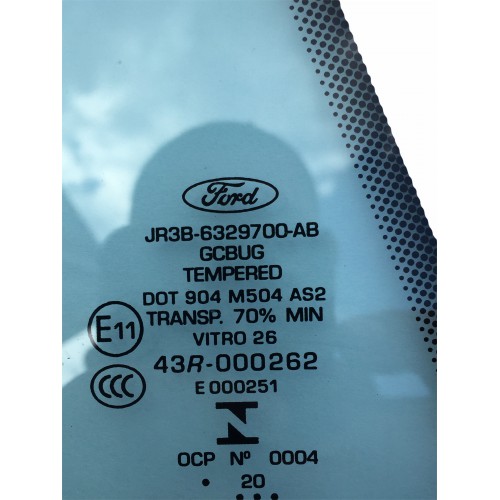 Ford
JR3B-6329700-AB
GCBUG
TEMPERED
DOT 904 M504 AS2
TRANSP. 70% MIN
VITRO 26
E11
43R-000262
CCC
E 000251
N
OCP Nº 0004
. 20